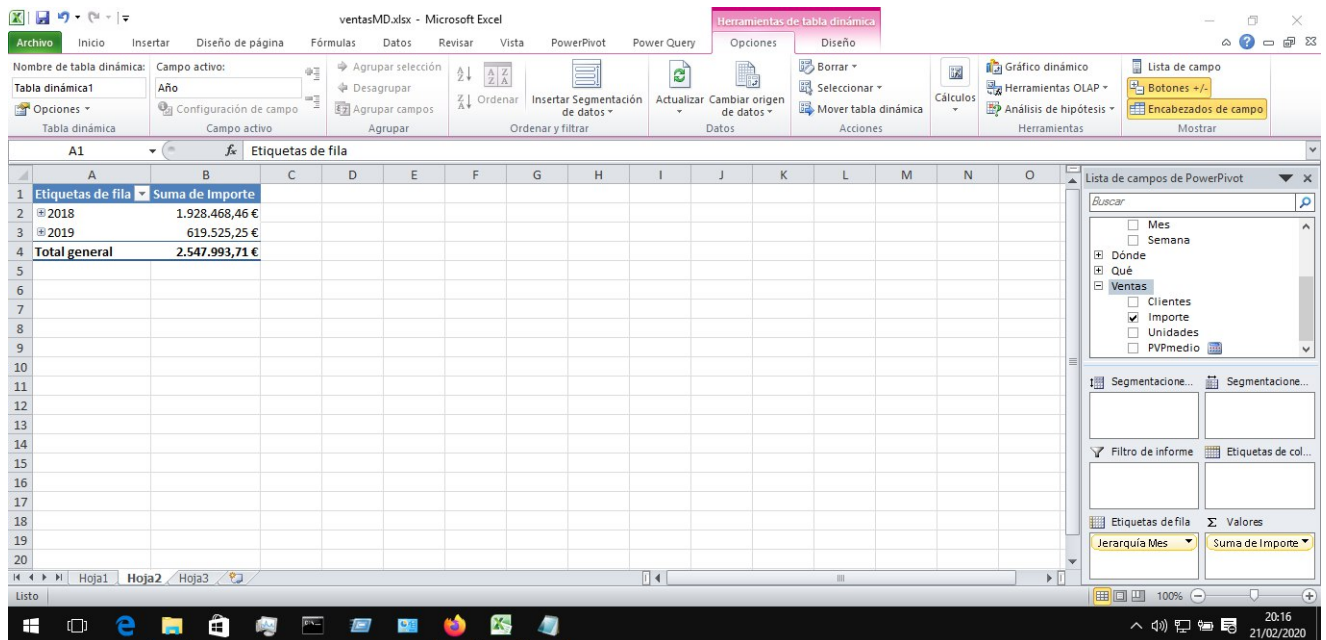 ventasMD.xlsx - Microsoft Excel
Herramientas de tabla dinámica
Archivo Inicio Insertar Diseño de página Fórmulas Datos Revisar Vista PowerPivot Power Query Opciones Diseño
Nombre de tabla dinámica: Campo activo: Agrupar selección Borrar Gráfico dinámico Lista de campo
Tabla dinámica1 Año Desagrupar Ordenar Insertar Segmentación de datos Actualizar Cambiar origen de datos Seleccionar Cálculos Herramientas OLAP Botones +/-
Opciones Configuración de campo Agrupar campos Mover tabla dinámica Análisis de hipótesis Encabezados de campo
Tabla dinámica Campo activo Agrupar Ordenar y filtrar Datos Acciones Herramientas Mostrar
A1 fx Etiquetas de fila
A B C D E F G H I J K L M N O
1 Etiquetas de fila Suma de Importe
2 2018 1.928.468,46 €
3 2019 619.525,25 €
4 Total general 2.547.993,71 €
5
6
7
8
9
10
11
12
13
14
15
16
17
18
19
20
Lista de campos de PowerPivot
Buscar
Mes
Semana
Dónde
Qué
Ventas
Clientes
Importe
Unidades
PVPmedio
Segmentacione... Segmentacione...
Filtro de informe Etiquetas de col...
Etiquetas de fila Σ Valores
Jerarquía Mes Suma de Importe
Hoja1 Hoja2 Hoja3
Listo 100%
20:16
21/02/2020